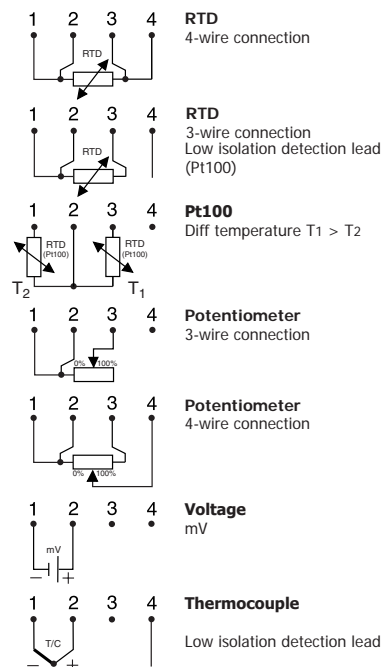 1 2 3 4
RTD
4-wire connection
RTD
1 2 3 4
RTD
3-wire connection
Low isolation detection lead
(Pt100)
RTD
1 2 3 4
Pt100
Diff temperature T1 > T2
RTD
(Pt100)
RTD
(Pt100)
T2
T1
1 2 3 4
Potentiometer
3-wire connection
0% 100%
1 2 3 4
Potentiometer
4-wire connection
0% 100%
1 2 3 4
Voltage
mV
mV
– +
1 2 3 4
Thermocouple
Low isolation detection lead
T/C
– +